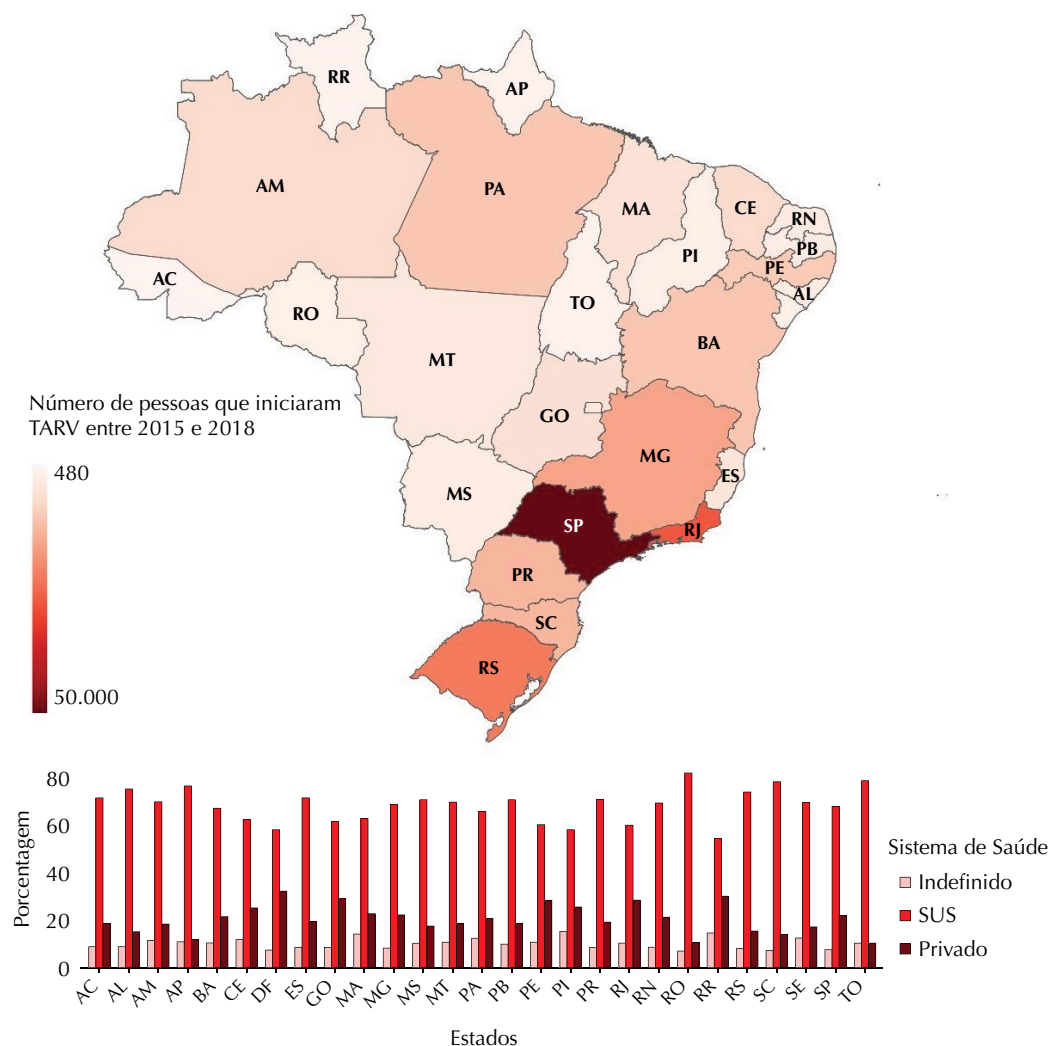 RR
AP
AM
PA
MA
CE
RN
PB
PI
PE
AC
AL
TO
RO
BA
MT
Número de pessoas que iniciaram
TARV entre 2015 e 2018
GO
MG
480
ES
MS
SP
RJ
PR
SC
RS
50.000
80
60
40
20
0
Porcentagem
Sistema de Saúde
Indefinido
SUS
Privado
AC AL AM AP BA CE DF ES GO MA MG MS MT PA PB PE PI PR RJ RN RO RR RS SC SE SP TO
Estados